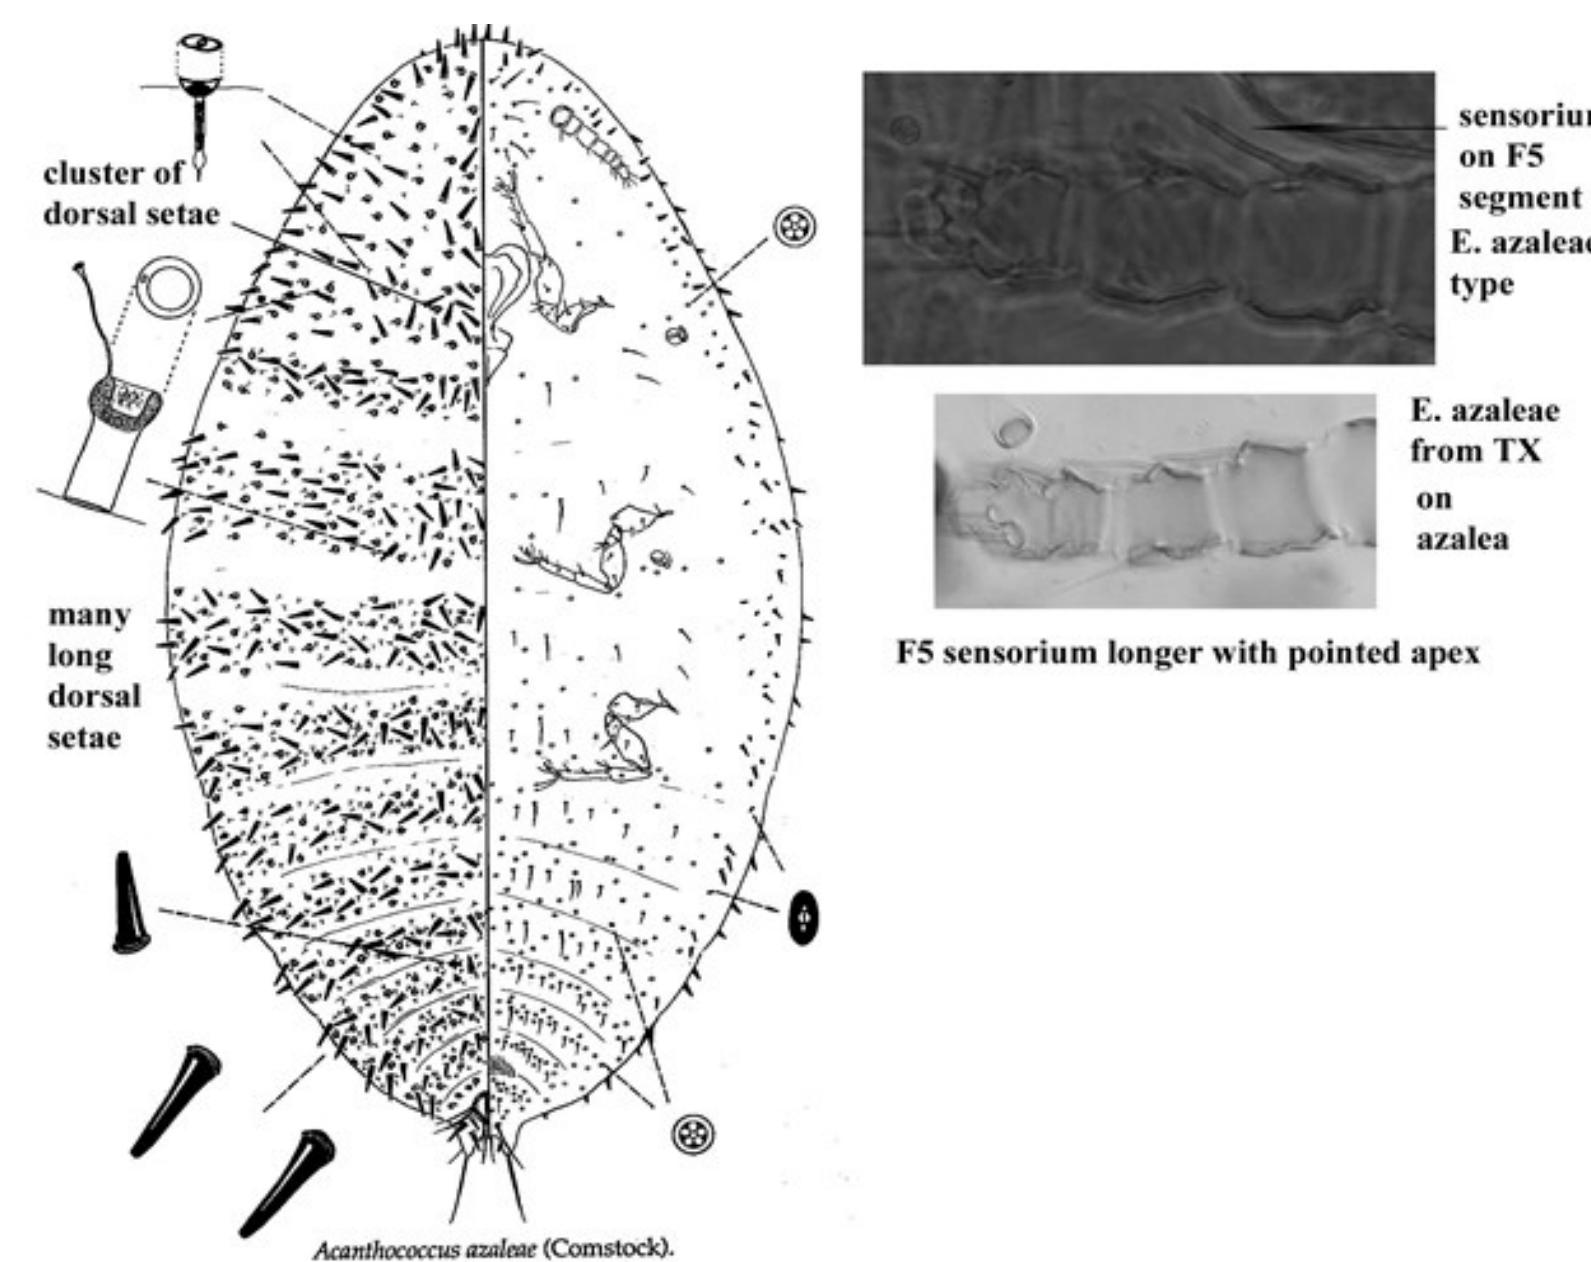 cluster of
dorsal setae
many
long
dorsal
setae
Acanthococcus azaleae (Comstock).
sensoriu
on F5
segment
E. azaleae
type
E. azaleae
from TX
on
azalea
F5 sensorium longer with pointed apex